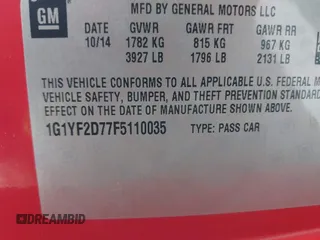 GM
MFD BY GENERAL MOTORS LLC
DATE GVWR GAWR FRT GAWR RR
10/14 1782 KG 815 KG 967 KG
3927 LB 1796 LB 2131 LB
THIS VEHICLE CONFORMS TO ALL APPLICABLE U.S. FEDERAL
VEHICLE SAFETY, BUMPER, AND THEFT PREVENTION STANDARDS
EFFECT ON THE DATE OF MANUFACTURE SHOWN ABOVE.
1G1YF2D77F5110035 TYPE: PASS CAR
DREAMBID